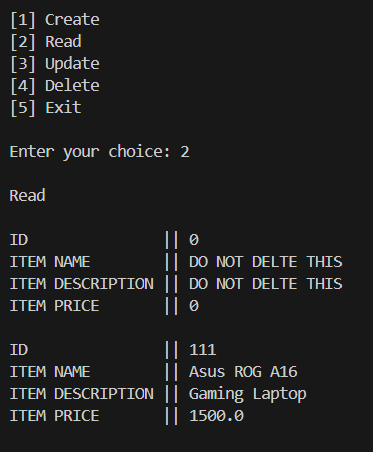 [1] Create
[2] Read
[3] Update
[4] Delete
[5] Exit
Enter your choice: 2
Read
ID || 0
ITEM NAME || DO NOT DELTE THIS
ITEM DESCRIPTION || DO NOT DELTE THIS
ITEM PRICE || 0
ID || 111
ITEM NAME || Asus ROG A16
ITEM DESCRIPTION || Gaming Laptop
ITEM PRICE || 1500.0